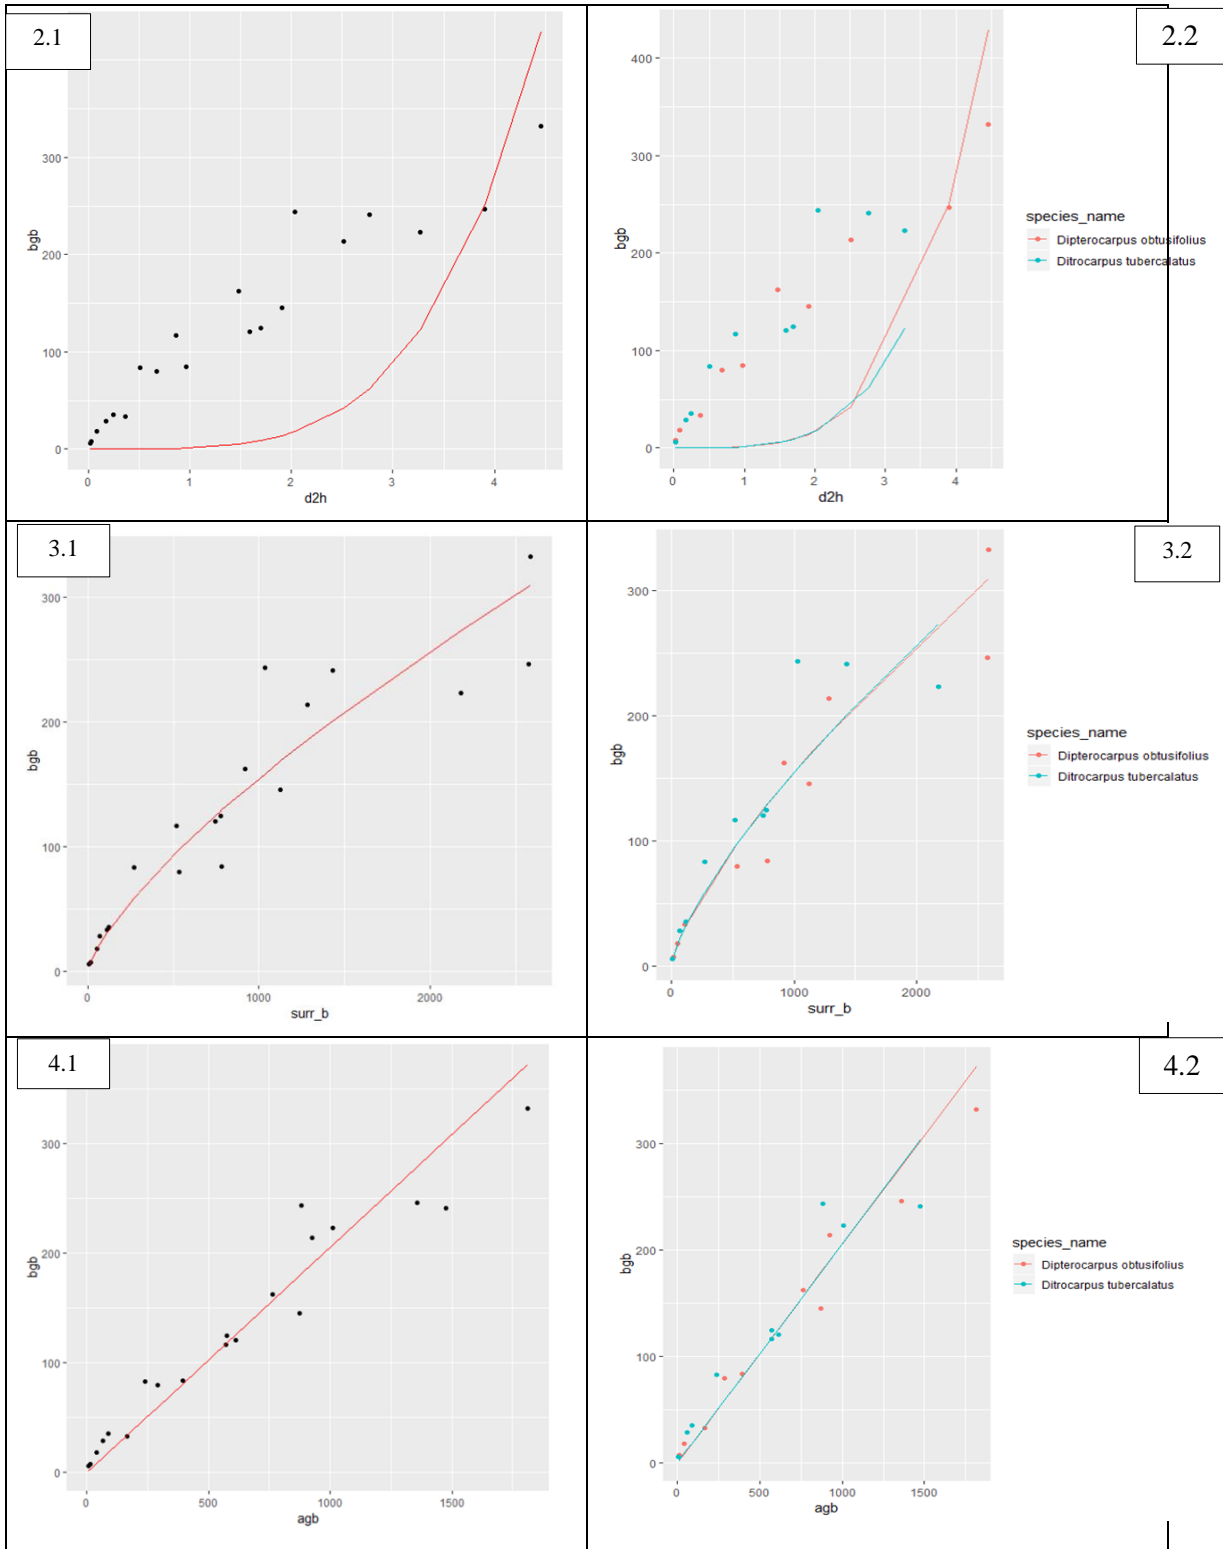 2.1
300
200
100
0
bgb
0 1 2 3 4
d2h
2.2
400
300
200
100
0
bgb
0 1 2 3 4
d2h
species_name
Dipterocarpus obtusifolius
Ditrocarpus tubercalatus
3.1
300
200
100
0
bgb
0 1000 2000
surr_b
3.2
300
200
100
0
bgb
0 1000 2000
surr_b
species_name
Dipterocarpus obtusifolius
Ditrocarpus tubercalatus
4.1
300
200
100
0
bgb
0 500 1000 1500
agb
4.2
300
200
100
0
bgb
0 500 1000 1500
agb
species_name
Dipterocarpus obtusifolius
Ditrocarpus tubercalatus